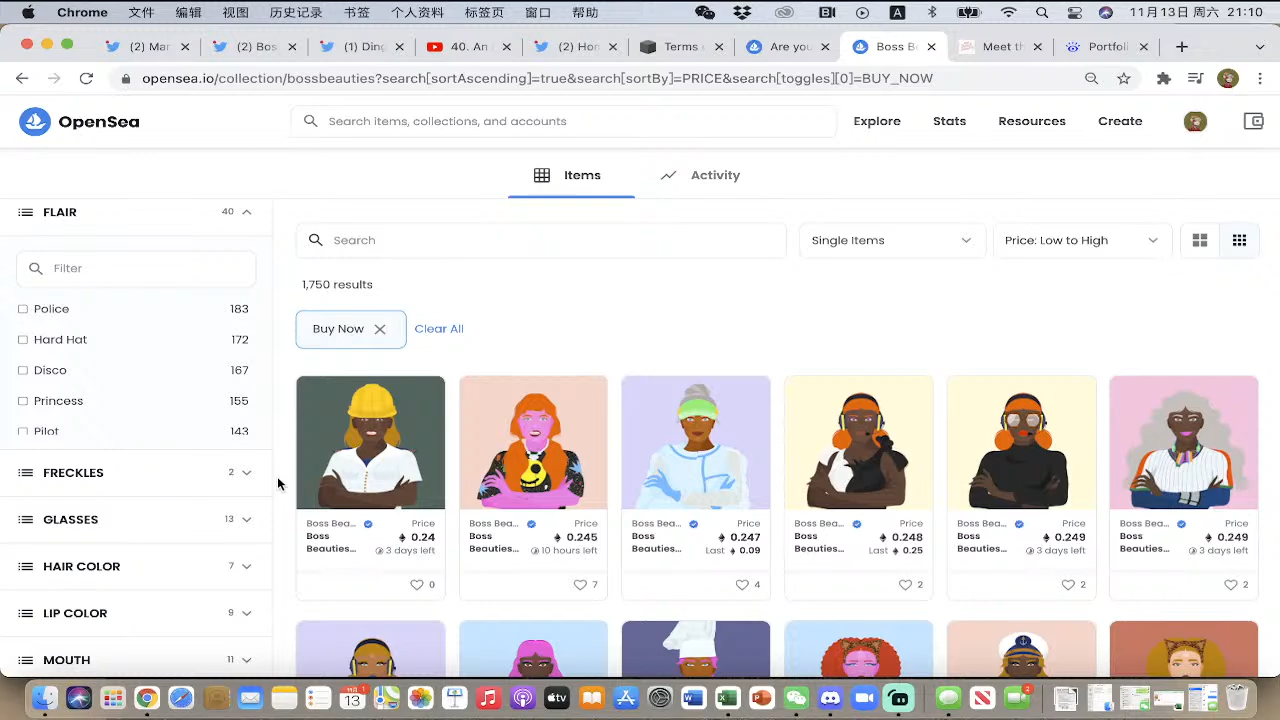 Chrome 文件 编辑 视图 历史记录 书签 个人资料 标签页 窗口 帮助 A 11月13日 周六 21:10
(2) Mar (2) Bos (1) Ding 40. An (2) Hon Terms Are you Boss Be Meet th Portfoli
opensea.io/collection/bossbeauties?search[sortAscending]=true&search[sortBy]=PRICE&search[toggles][0]=BUY_NOW
OpenSea Search items, collections, and accounts Explore Stats Resources Create
Items Activity
FLAIR 40
Filter
Police 183
Hard Hat 172
Disco 167
Princess 155
Pilot 143
FRECKLES 2
GLASSES 13
HAIR COLOR 7
LIP COLOR 9
MOUTH 11
Search Single Items Price: Low to High
1,750 results
Buy Now Clear All
Boss Bea... Price
Boss 0.24
Beauties... 3 days left
0
Boss Bea... Price
Boss 0.245
Beauties... 10 hours left
7
Boss Bea... Price
Boss 0.247
Beauties... Last 0.09
4
Boss Bea... Price
Boss 0.248
Beauties... Last 0.25
2
Boss Bea... Price
Boss 0.249
Beauties... 3 days left
2
Boss Bea... Price
Boss 0.249
Beauties... 3 days left
2